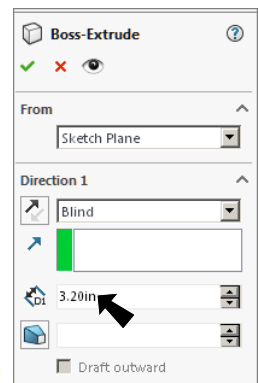 Boss-Extrude
From
Sketch Plane
Direction 1
Blind
D1 3.20in
Draft outward